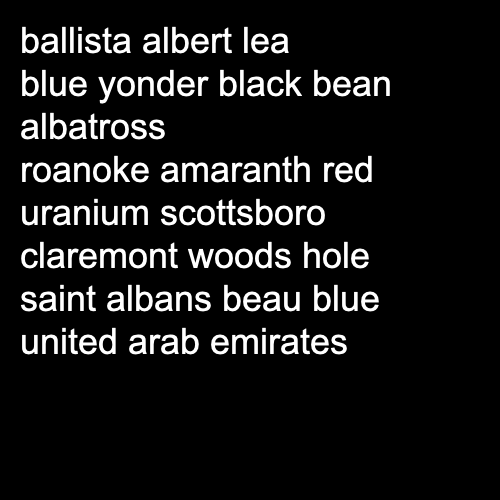 ballista albert lea
blue yonder black bean
albatross
roanoke amaranth red
uranium scottsboro
claremont woods hole
saint albans beau blue
united arab emirates